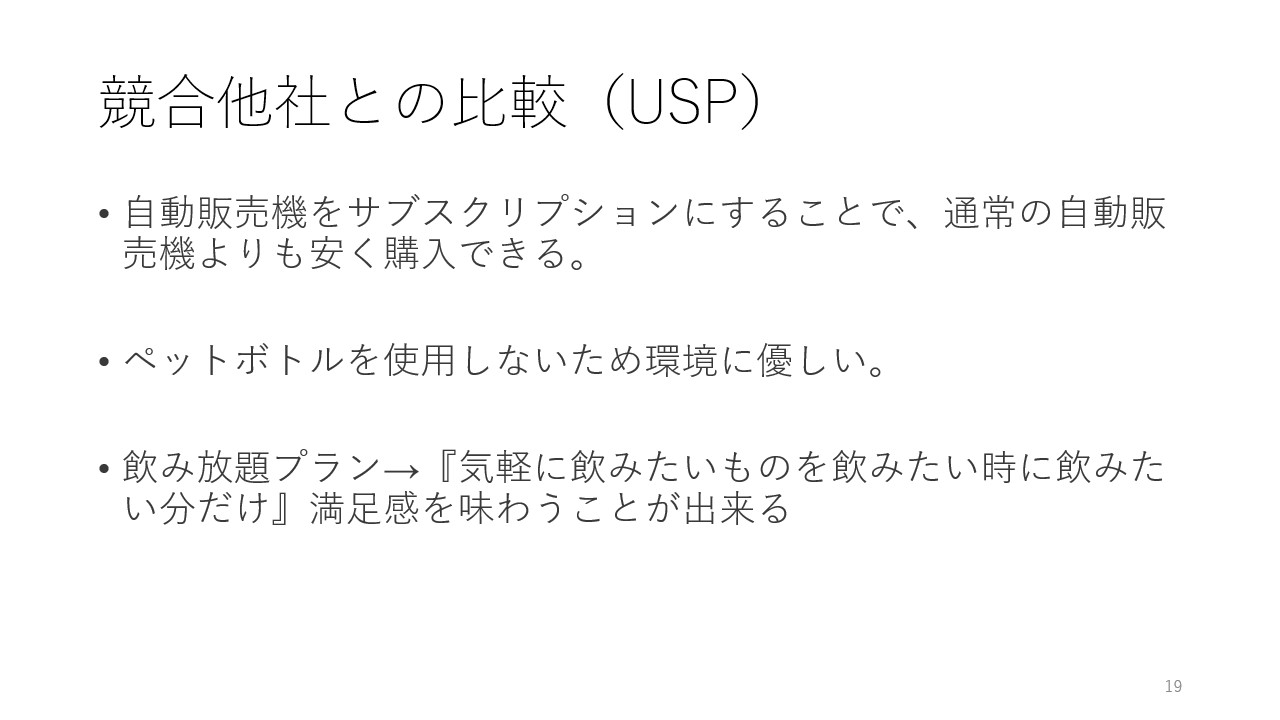 競合他社との比較（USP）
• 自動販売機をサブスクリプションにすることで、通常の自動販
売機よりも安く購入できる。
• ペットボトルを使用しないため環境に優しい。
• 飲み放題プラン→『気軽に飲みたいものを飲みたい時に飲みた
い分だけ』満足感を味わうことが出来る
19